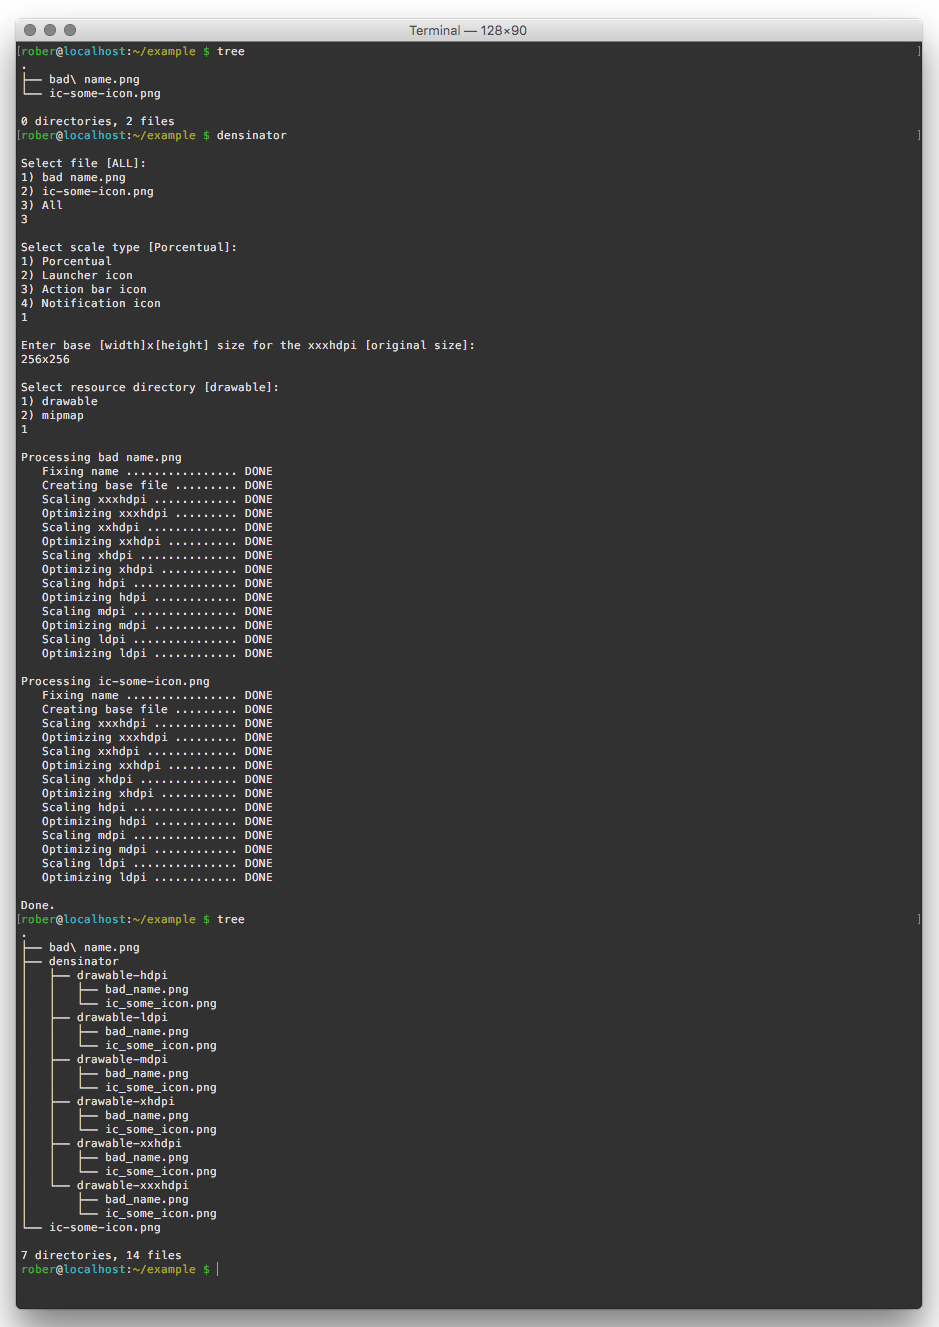 Terminal — 128×90
[rober@localhost:~/example $ tree ]
.
├── bad\ name.png
└── ic-some-icon.png

0 directories, 2 files
[rober@localhost:~/example $ densinator ]

Select file [ALL]:
1) bad name.png
2) ic-some-icon.png
3) All
3

Select scale type [Porcentual]:
1) Porcentual
2) Launcher icon
3) Action bar icon
4) Notification icon
1

Enter base [width]x[height] size for the xxxhdpi [original size]:
256x256

Select resource directory [drawable]:
1) drawable
2) mipmap
1

Processing bad name.png
   Fixing name ................ DONE
   Creating base file ......... DONE
   Scaling xxxhdpi ............ DONE
   Optimizing xxxhdpi ......... DONE
   Scaling xxhdpi ............. DONE
   Optimizing xxhdpi .......... DONE
   Scaling xhdpi .............. DONE
   Optimizing xhdpi ........... DONE
   Scaling hdpi ............... DONE
   Optimizing hdpi ............ DONE
   Scaling mdpi ............... DONE
   Optimizing mdpi ............ DONE
   Scaling ldpi ............... DONE
   Optimizing ldpi ............ DONE

Processing ic-some-icon.png
   Fixing name ................ DONE
   Creating base file ......... DONE
   Scaling xxxhdpi ............ DONE
   Optimizing xxxhdpi ......... DONE
   Scaling xxhdpi ............. DONE
   Optimizing xxhdpi .......... DONE
   Scaling xhdpi .............. DONE
   Optimizing xhdpi ........... DONE
   Scaling hdpi ............... DONE
   Optimizing hdpi ............ DONE
   Scaling mdpi ............... DONE
   Optimizing mdpi ............ DONE
   Scaling ldpi ............... DONE
   Optimizing ldpi ............ DONE

Done.
[rober@localhost:~/example $ tree ]
.
├── bad\ name.png
├── densinator
│   ├── drawable-hdpi
│   │   ├── bad_name.png
│   │   └── ic_some_icon.png
│   ├── drawable-ldpi
│   │   ├── bad_name.png
│   │   └── ic_some_icon.png
│   ├── drawable-mdpi
│   │   ├── bad_name.png
│   │   └── ic_some_icon.png
│   ├── drawable-xhdpi
│   │   ├── bad_name.png
│   │   └── ic_some_icon.png
│   ├── drawable-xxhdpi
│   │   ├── bad_name.png
│   │   └── ic_some_icon.png
│   └── drawable-xxxhdpi
│       ├── bad_name.png
│       └── ic_some_icon.png
└── ic-some-icon.png

7 directories, 14 files
rober@localhost:~/example $